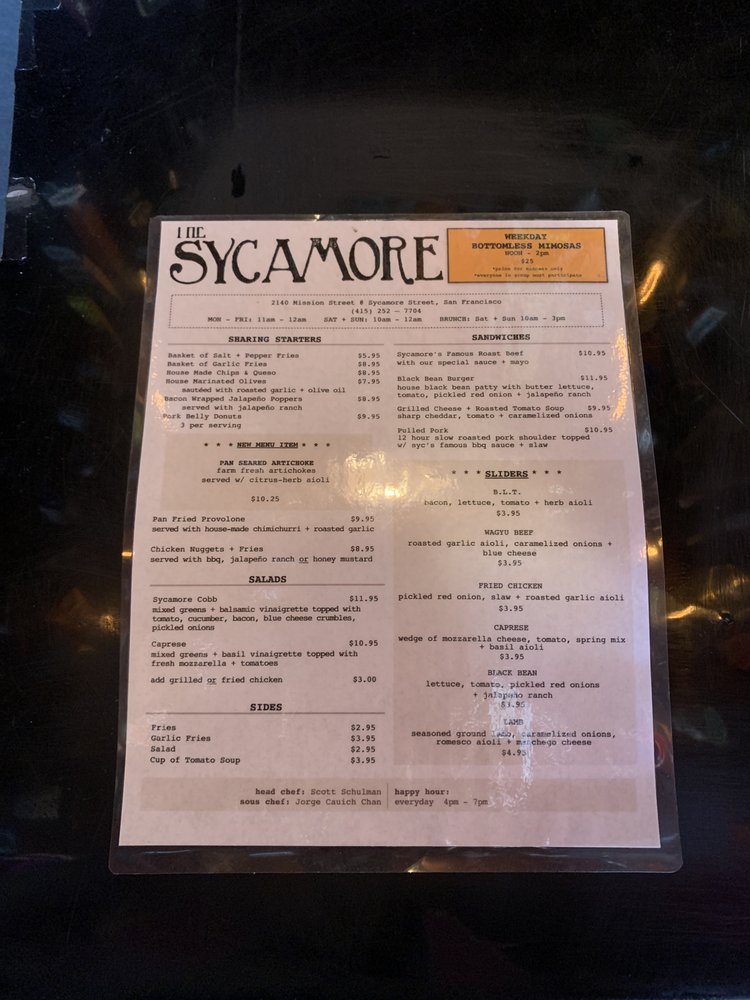 THE
SYCAMORE
WEEKDAY
BOTTOMLESS MIMOSAS
NOON - 2pm
$25
*price for mimosas only
*everyone in group must participate
2140 Mission Street @ Sycamore Street, San Francisco
(415) 252 – 7704
MON - FRI: 11am - 12am SAT + SUN: 10am - 12am BRUNCH: Sat + Sun 10am - 3pm
SHARING STARTERS
Basket of Salt + Pepper Fries $5.95
Basket of Garlic Fries $8.95
House Made Chips & Queso $8.95
House Marinated Olives $7.95
sautéed with roasted garlic + olive oil
Bacon Wrapped Jalapeño Poppers $8.95
served with jalapeño ranch
Pork Belly Donuts $9.95
3 per serving
* * * NEW MENU ITEM * * *
PAN SEARED ARTICHOKE
farm fresh artichokes
served w/ citrus-herb aioli
$10.25
Pan Fried Provolone $9.95
served with house-made chimichurri + roasted garlic
Chicken Nuggets + Fries $8.95
served with bbq, jalapeño ranch or honey mustard
SALADS
Sycamore Cobb $11.95
mixed greens + balsamic vinaigrette topped with
tomato, cucumber, bacon, blue cheese crumbles,
pickled onions
Caprese $10.95
mixed greens + basil vinaigrette topped with
fresh mozzarella + tomatoes
add grilled or fried chicken $3.00
SIDES
Fries $2.95
Garlic Fries $3.95
Salad $2.95
Cup of Tomato Soup $3.95
SANDWICHES
Sycamore's Famous Roast Beef $10.95
with our special sauce + mayo
Black Bean Burger $11.95
house black bean patty with butter lettuce,
tomato, pickled red onion + jalapeño ranch
Grilled Cheese + Roasted Tomato Soup $9.95
sharp cheddar, tomato + caramelized onions
Pulled Pork $10.95
12 hour slow roasted pork shoulder topped
w/ syc's famous bbq sauce + slaw
* * * SLIDERS * * *
B.L.T.
bacon, lettuce, tomato + herb aioli
$3.95
WAGYU BEEF
roasted garlic aioli, caramelized onions +
blue cheese
$3.95
FRIED CHICKEN
pickled red onion, slaw + roasted garlic aioli
$3.95
CAPRESE
wedge of mozzarella cheese, tomato, spring mix
+ basil aioli
$3.95
BLACK BEAN
lettuce, tomato, pickled red onions
+ jalapeño ranch
$3.95
LAMB
seasoned ground lamb, caramelized onions,
romesco aioli + manchego cheese
$4.95
head chef: Scott Schulman
sous chef: Jorge Cauich Chan
happy hour:
everyday 4pm - 7pm